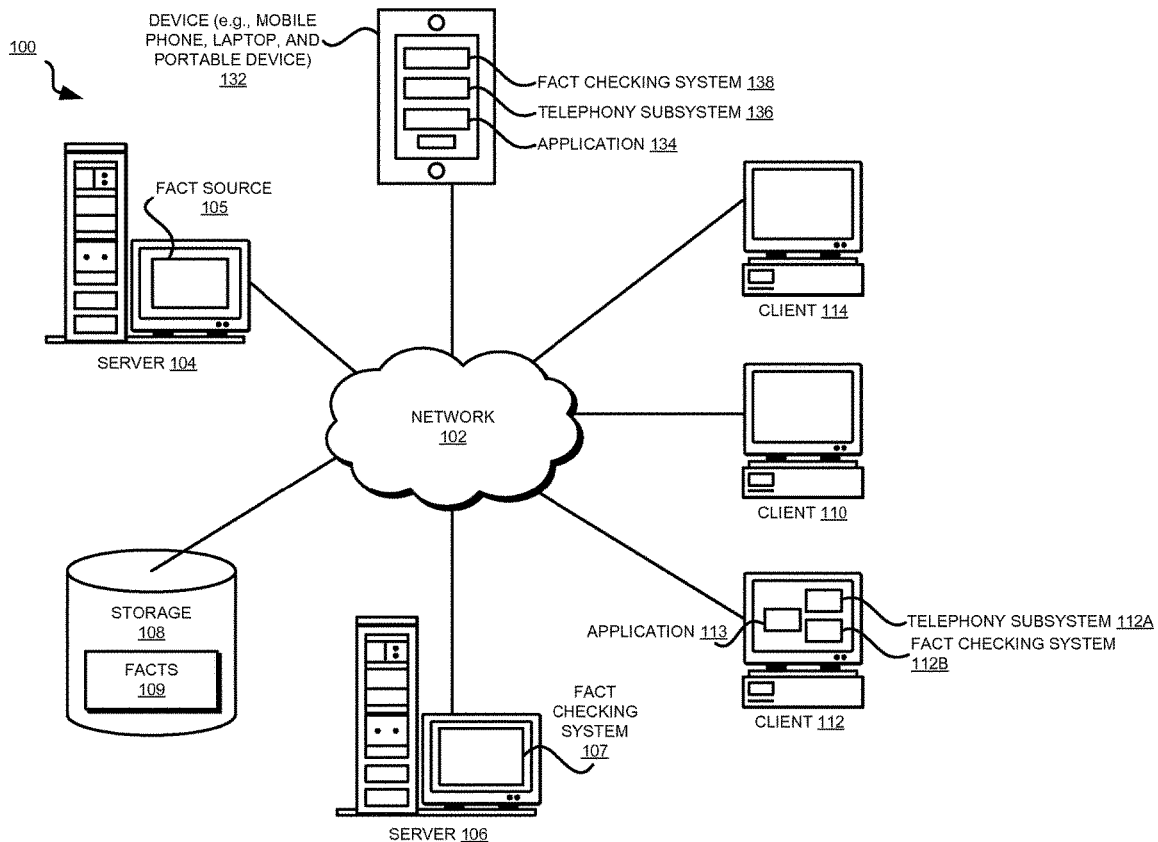 100
DEVICE (e.g., MOBILE
PHONE, LAPTOP, AND
PORTABLE DEVICE)
132
FACT CHECKING SYSTEM 138
TELEPHONY SUBSYSTEM 136
APPLICATION 134
FACT SOURCE
105
SERVER 104
CLIENT 114
NETWORK
102
CLIENT 110
STORAGE
108
FACTS
109
APPLICATION 113
TELEPHONY SUBSYSTEM 112A
FACT CHECKING SYSTEM
112B
CLIENT 112
FACT
CHECKING
SYSTEM
107
SERVER 106